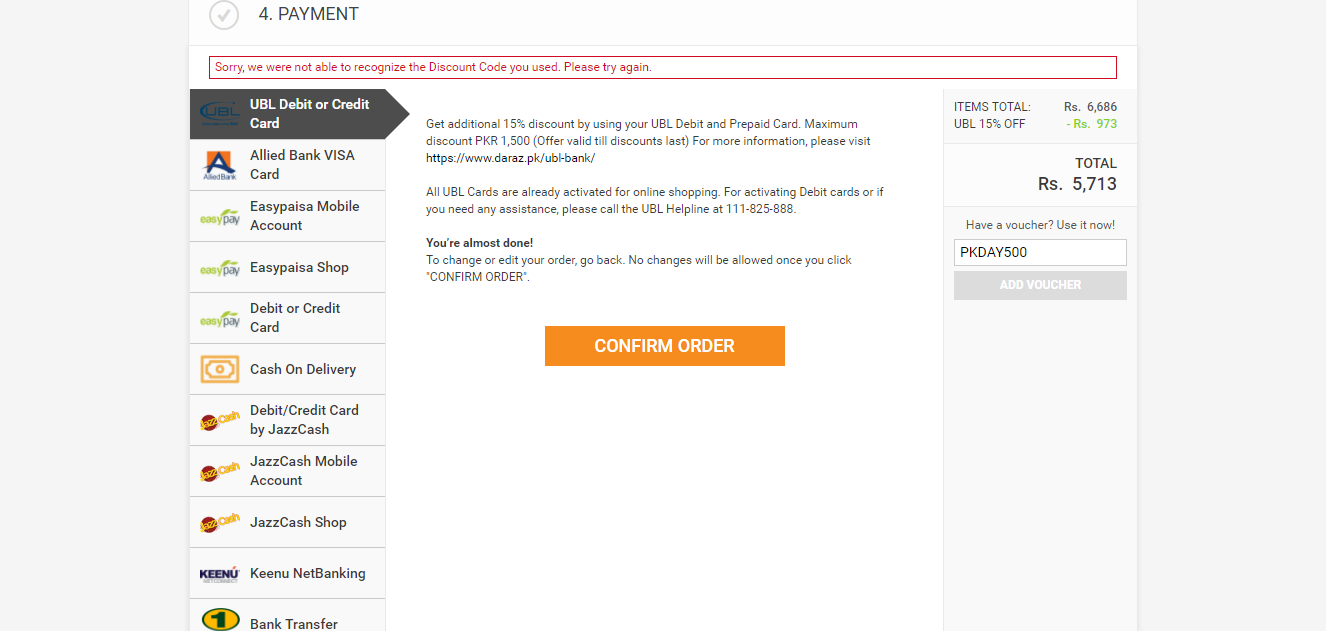 4. PAYMENT
Sorry, we were not able to recognize the Discount Code you used. Please try again.
UBL
UBL Debit or Credit
Card
Allied Bank
Allied Bank VISA
Card
easypay
Easypaisa Mobile
Account
easypay
Easypaisa Shop
easypay
Debit or Credit
Card
Cash On Delivery
JazzCash
Debit/Credit Card
by JazzCash
JazzCash
JazzCash Mobile
Account
JazzCash
JazzCash Shop
KEENU
NETCONNECT
Keenu NetBanking
1
Bank Transfer
Get additional 15% discount by using your UBL Debit and Prepaid Card. Maximum
discount PKR 1,500 (Offer valid till discounts last) For more information, please visit
https://www.daraz.pk/ubl-bank/
All UBL Cards are already activated for online shopping. For activating Debit cards or if
you need any assistance, please call the UBL Helpline at 111-825-888.
You're almost done!
To change or edit your order, go back. No changes will be allowed once you click
"CONFIRM ORDER".
CONFIRM ORDER
ITEMS TOTAL: Rs. 6,686
UBL 15% OFF - Rs. 973
TOTAL
Rs. 5,713
Have a voucher? Use it now!
PKDAY500
ADD VOUCHER